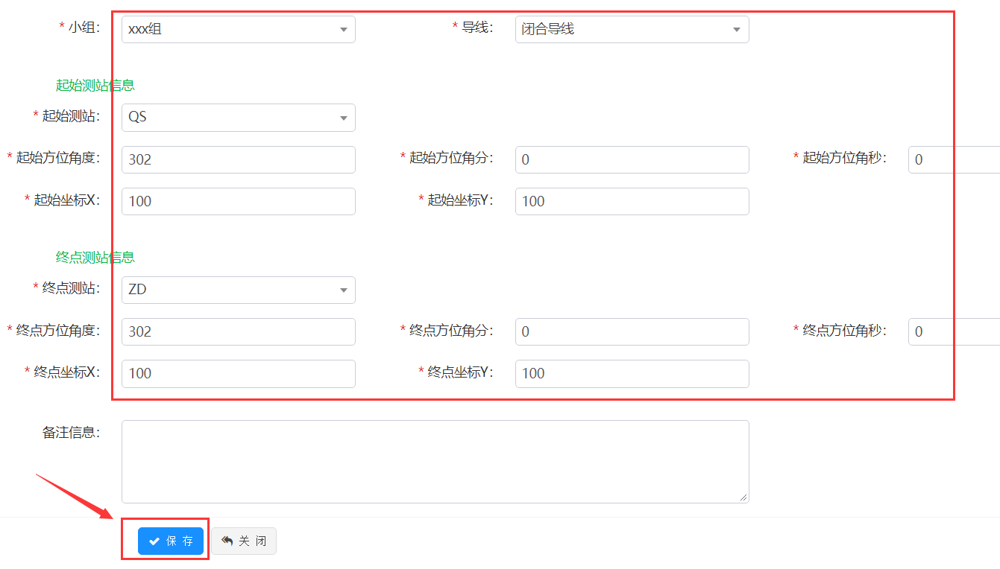 * 小组: xxx组 * 导线: 闭合导线
起始测站信息
* 起始测站: QS
* 起始方位角度: 302 * 起始方位角分: 0 * 起始方位角秒: 0
* 起始坐标X: 100 * 起始坐标Y: 100
终点测站信息
* 终点测站: ZD
* 终点方位角度: 302 * 终点方位角分: 0 * 终点方位角秒: 0
* 终点坐标X: 100 * 终点坐标Y: 100
备注信息:
保 存 关 闭